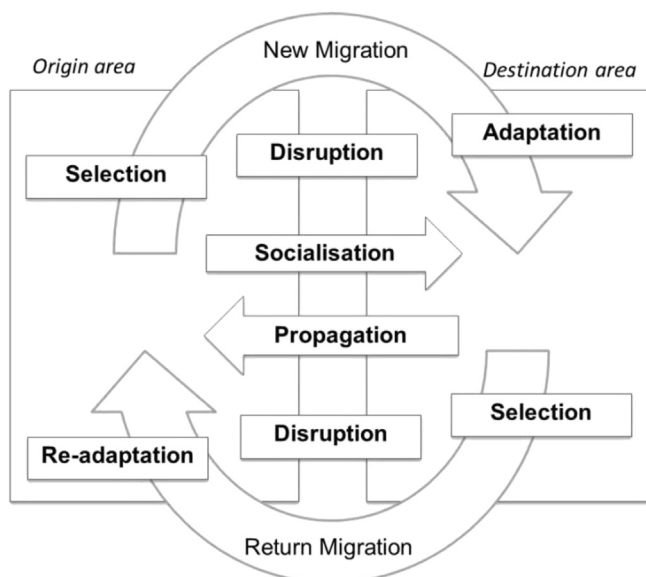 New Migration
Origin area
Destination area
Adaptation
Disruption
Selection
Socialisation
Propagation
Selection
Disruption
Re-adaptation
Return Migration